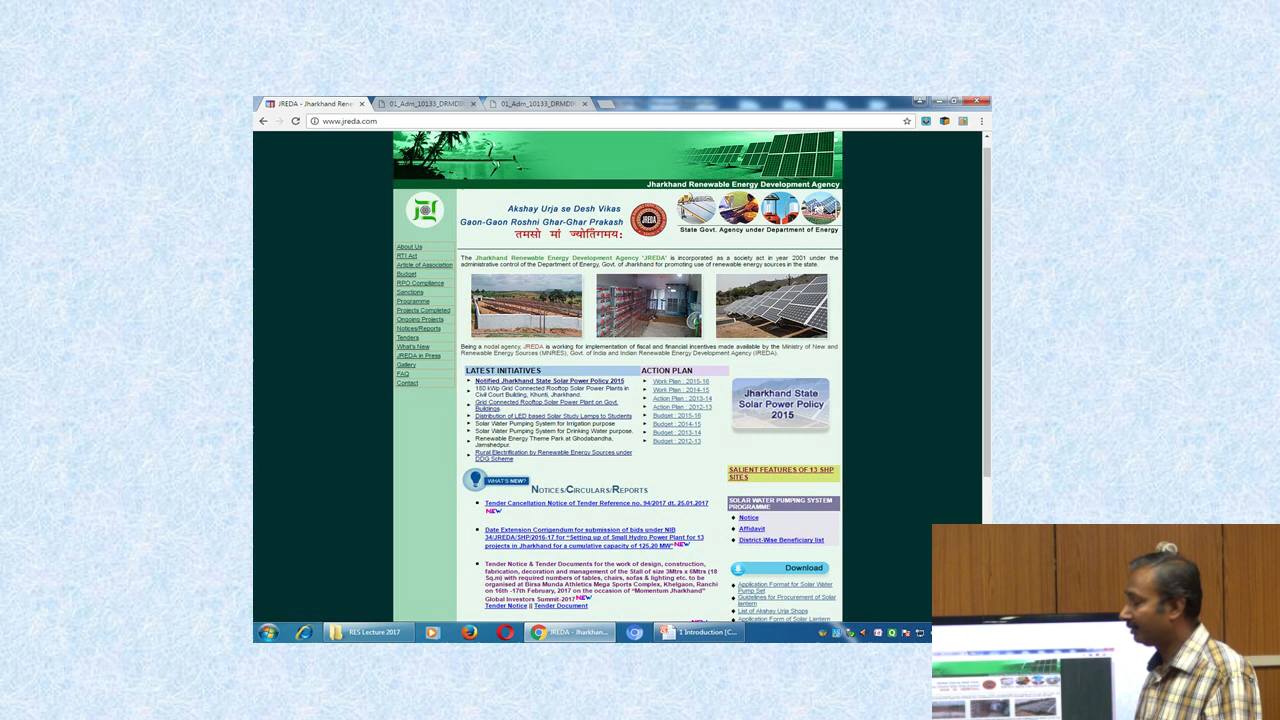 JREDA - Jharkhand Rene
01_Adm_10133_DRMDIR
01_Adm_10133_DRMDIR
www.jreda.com
Jharkhand Renewable Energy Development Agency
Akshay Urja se Desh Vikas
Gaon-Gaon Roshni Ghar-Ghar Prakash
तमसो मां ज्योतिंगमय:
JREDA
State Govt. Agency under Department of Energy
About Us
RTI Act
Article of Association
Budget
RPO Compliance
Sanctions
Programme
Projects Completed
Ongoing Projects
Notices/Reports
Tenders
What's New
JREDA in Press
Gallery
FAQ
Contact
The Jharkhand Renewable Energy Development Agency 'JREDA' is incorporated as a society act in year 2001 under the
administrative control of the Department of Energy, Govt. of Jharkhand for promoting use of renewable energy sources in the state.
Being a nodal agency, JREDA is working for implementation of fiscal and financial incentives made available by the Ministry of New and
Renewable Energy Sources (MNRES), Govt. of India and Indian Renewable Energy Development Agency (IREDA).
LATEST INITIATIVES
Notified Jharkhand State Solar Power Policy 2015
180 kWp Grid Connected Rooftop Solar Power Plants in
Civil Court Building, Khunti, Jharkhand.
Grid Connected Rooftop Solar Power Plant on Govt.
Buildings
Distribution of LED based Solar Study Lamps to Students
Solar Water Pumping System for Irrigation purpose
Solar Water Pumping System for Drinking Water purpose.
Renewable Energy Theme Park at Ghodabandha,
Jamshedpur.
Rural Electrification by Renewable Energy Sources under
DDG Scheme
ACTION PLAN
Work Plan : 2015-16
Work Plan : 2014-15
Action Plan : 2013-14
Action Plan : 2012-13
Budget : 2015-16
Budget : 2014-15
Budget : 2013-14
Budget : 2012-13
Jharkhand State
Solar Power Policy
2015
WHAT'S NEW?
NOTICES/CIRCULARS/REPORTS
Tender Cancellation Notice of Tender Reference no. 94/2017 dt. 25.01.2017
NEW
Date Extension Corrigendum for submission of bids under NIB
34/JREDA/SHP/2016-17 for "Setting up of Small Hydro Power Plant for 13
projects in Jharkhand for a cumulative capacity of 125.20 MW" NEW
Tender Notice & Tender Documents for the work of design, construction,
fabrication, decoration and management of the Stall of size 3Mtrs x 6Mtrs (18
Sq.m) with required numbers of tables, chairs, sofas & lighting etc. to be
organised at Birsa Munda Athletics Mega Sports Complex, Khelgaon, Ranchi
on 16th -17th February, 2017 on the occasion of "Momentum Jharkhand"
Global Investors Summit-2017 NEW
Tender Notice || Tender Document
SALIENT FEATURES OF 13 SHP
SITES
SOLAR WATER PUMPING SYSTEM
PROGRAMME
Notice
Affidavit
District-Wise Beneficiary list
Download
Application Format for Solar Water
Pump Set
Guidelines for Procurement of Solar
lantern
List of Akshay Urja Shops
Application Form of Solar Lantern
RES Lecture 2017
JREDA - Jharkhan...
1 Introduction [C...